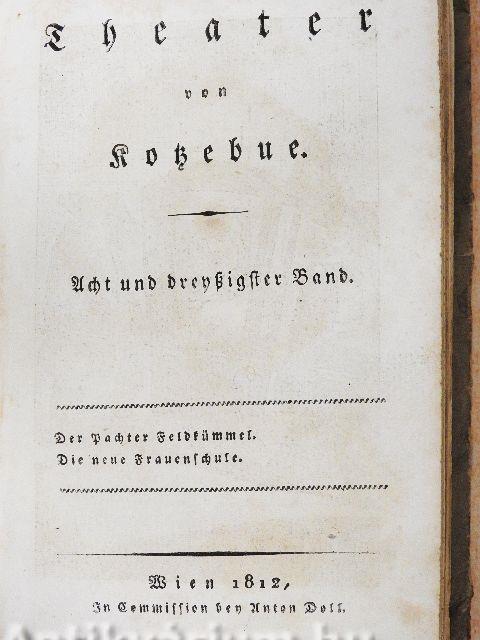 Theater
von
Kotzebue.
Acht und dreyßigster Band.
Der Pachter Feldkümmel.
Die neue Frauenschule.
Wien 1812,
In Commission bey Anton Doll.